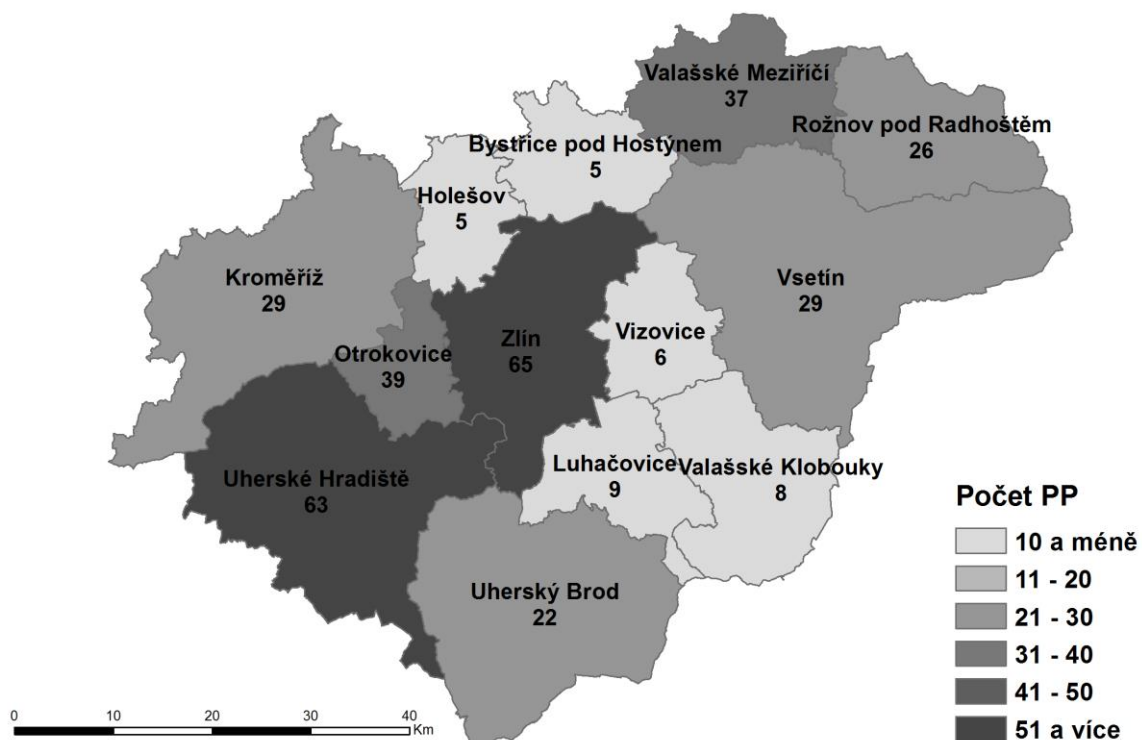 Valašské Meziříčí
37
Rožnov pod Radhoštěm
26
Bystřice pod Hostýnem
5
Holešov
5
Kroměříž
29
Vsetín
29
Zlín
65
Vizovice
6
Otrokovice
39
Uherské Hradiště
63
Luhačovice
9
Valašské Klobouky
8
Uherský Brod
22
Počet PP
10 a méně
11 - 20
21 - 30
31 - 40
41 - 50
51 a více
0 10 20 30 40
Km